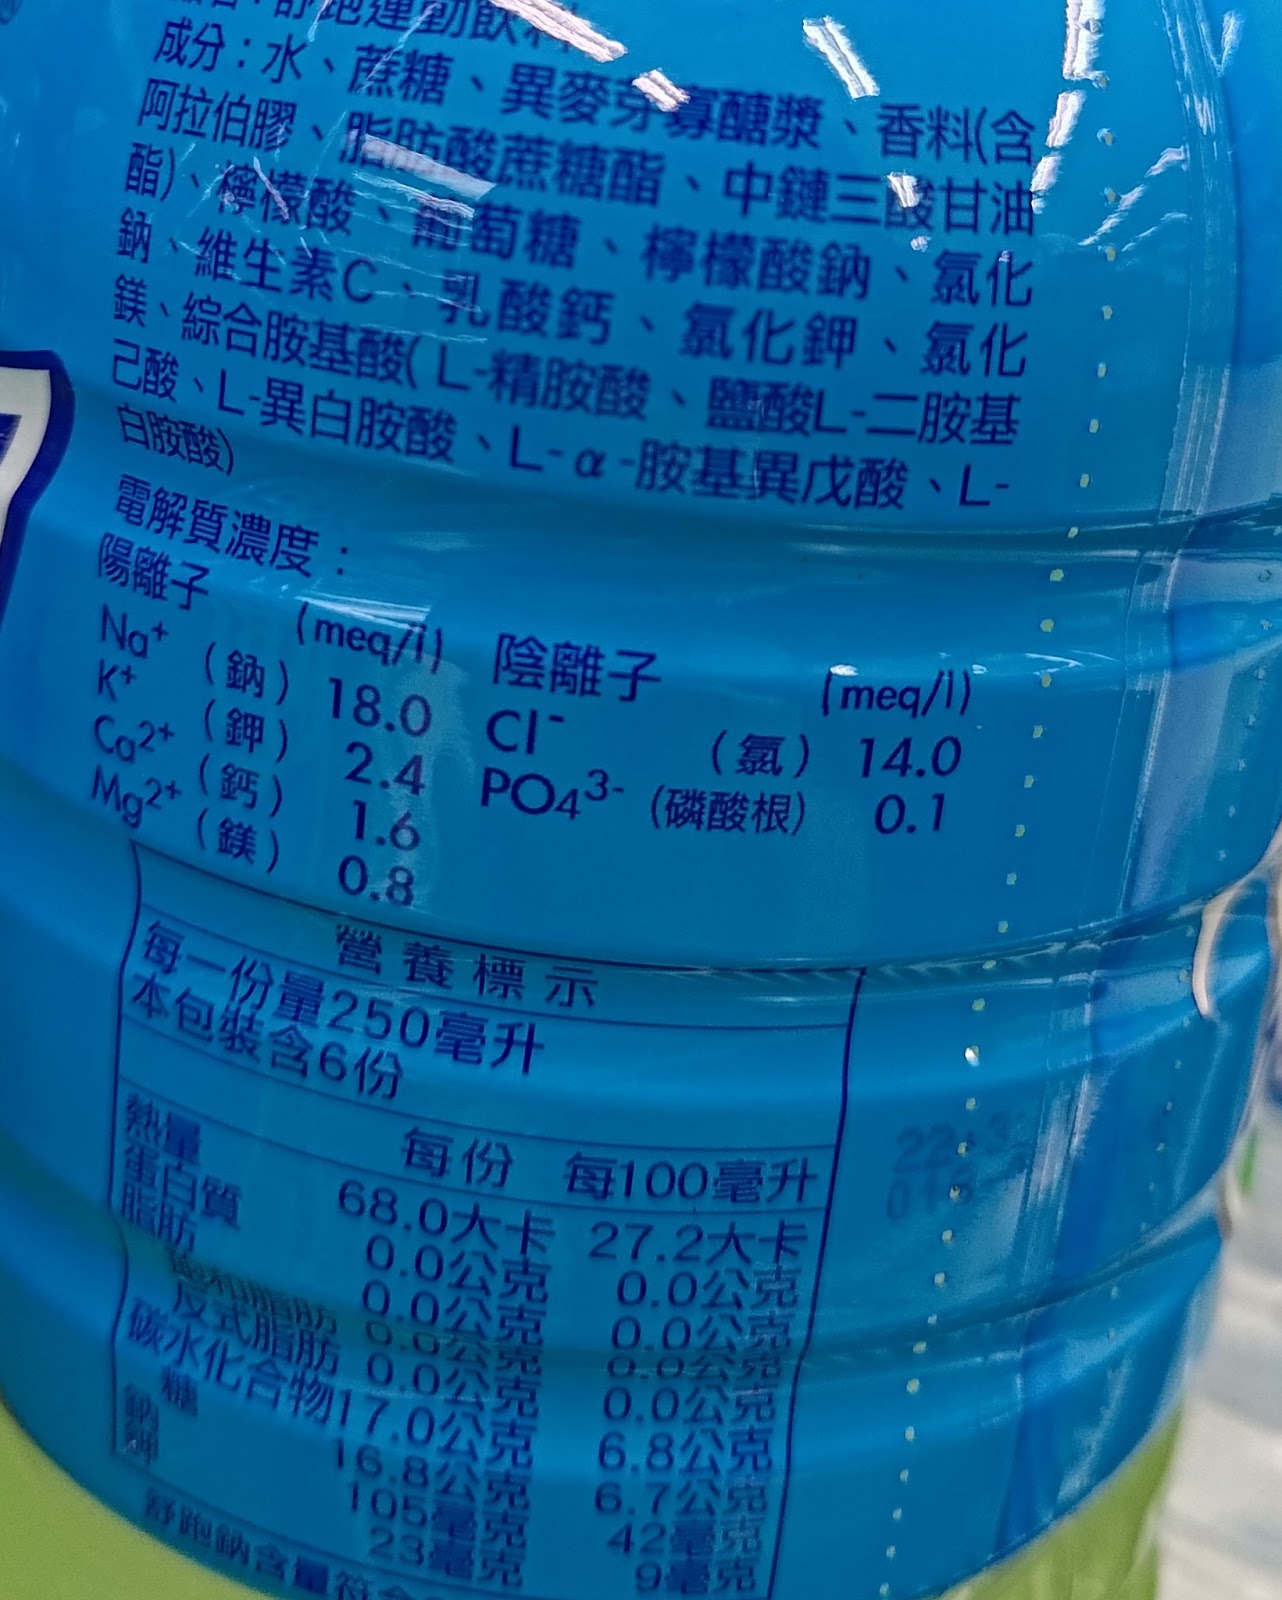 舒跑運動飲料
成分：水、蔗糖、異麥芽寡醣漿、香料(含
阿拉伯膠、脂肪酸蔗糖酯、中鏈三酸甘油
酯)、檸檬酸、葡萄糖、檸檬酸鈉、氯化
鈉、維生素C、乳酸鈣、氯化鉀、氯化
鎂、綜合胺基酸(L-精胺酸、鹽酸L-二胺基
己酸、L-異白胺酸、L-α-胺基異戊酸、L-
白胺酸)
電解質濃度：
陽離子 (meq/l) 陰離子 (meq/l)
Na⁺ (鈉) 18.0 Cl⁻ (氯) 14.0
K⁺ (鉀) 2.4 PO4³⁻ (磷酸根) 0.1
Ca²⁺ (鈣) 1.6
Mg²⁺ (鎂) 0.8
營養標示
每一份量250毫升
本包裝含6份
每份 每100毫升
熱量 68.0大卡 27.2大卡
蛋白質 0.0公克 0.0公克
脂肪 0.0公克 0.0公克
飽和脂肪 0.0公克 0.0公克
反式脂肪 0.0公克 0.0公克
碳水化合物 17.0公克 6.8公克
糖 16.8公克 6.7公克
鈉 105毫克 42毫克
鉀 23毫克 9毫克
舒跑鈉含量符合